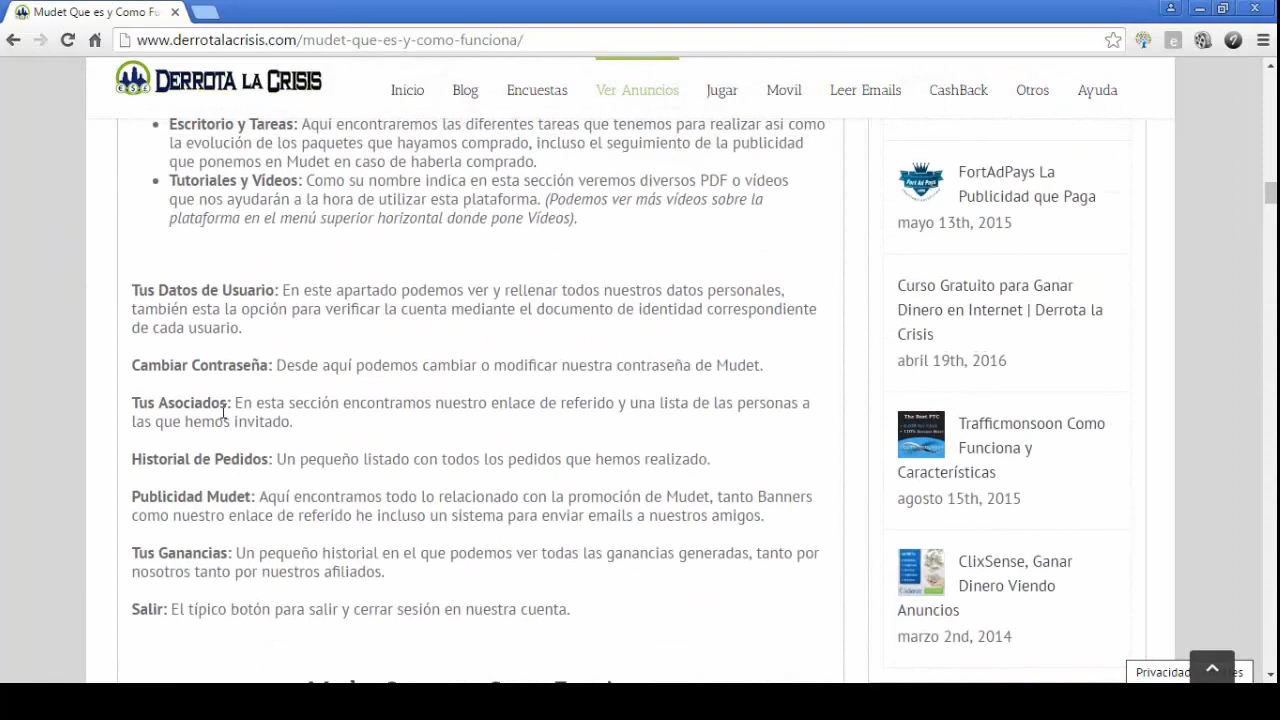 Mudet Que es y Como Fu
www.derrotalacrisis.com/mudet-que-es-y-como-funciona/
DERROTA LA CRISIS
Inicio Blog Encuestas Ver Anuncios Jugar Movil Leer Emails CashBack Otros Ayuda
Escritorio y Tareas: Aquí encontraremos las diferentes tareas que tenemos para realizar así como
la evolución de los paquetes que hayamos comprado, incluso el seguimiento de la publicidad
que ponemos en Mudet en caso de haberla comprado.
Tutoriales y Vídeos: Como su nombre indica en esta sección veremos diversos PDF o vídeos
que nos ayudarán a la hora de utilizar esta plataforma. (Podemos ver más vídeos sobre la
plataforma en el menú superior horizontal donde pone Vídeos).
Tus Datos de Usuario: En este apartado podemos ver y rellenar todos nuestros datos personales,
también esta la opción para verificar la cuenta mediante el documento de identidad correspondiente
de cada usuario.
Cambiar Contraseña: Desde aquí podemos cambiar o modificar nuestra contraseña de Mudet.
Tus Asociados: En esta sección encontramos nuestro enlace de referido y una lista de las personas a
las que hemos invitado.
Historial de Pedidos: Un pequeño listado con todos los pedidos que hemos realizado.
Publicidad Mudet: Aquí encontramos todo lo relacionado con la promoción de Mudet, tanto Banners
como nuestro enlace de referido he incluso un sistema para enviar emails a nuestros amigos.
Tus Ganancias: Un pequeño historial en el que podemos ver todas las ganancias generadas, tanto por
nosotros tanto por nuestros afiliados.
Salir: El típico botón para salir y cerrar sesión en nuestra cuenta.
FortAdPays La
Publicidad que Paga
mayo 13th, 2015
Curso Gratuito para Ganar
Dinero en Internet | Derrota la
Crisis
abril 19th, 2016
Trafficmonsoon Como
Funciona y
Características
agosto 15th, 2015
ClixSense, Ganar
Dinero Viendo
Anuncios
marzo 2nd, 2014
Privacidad